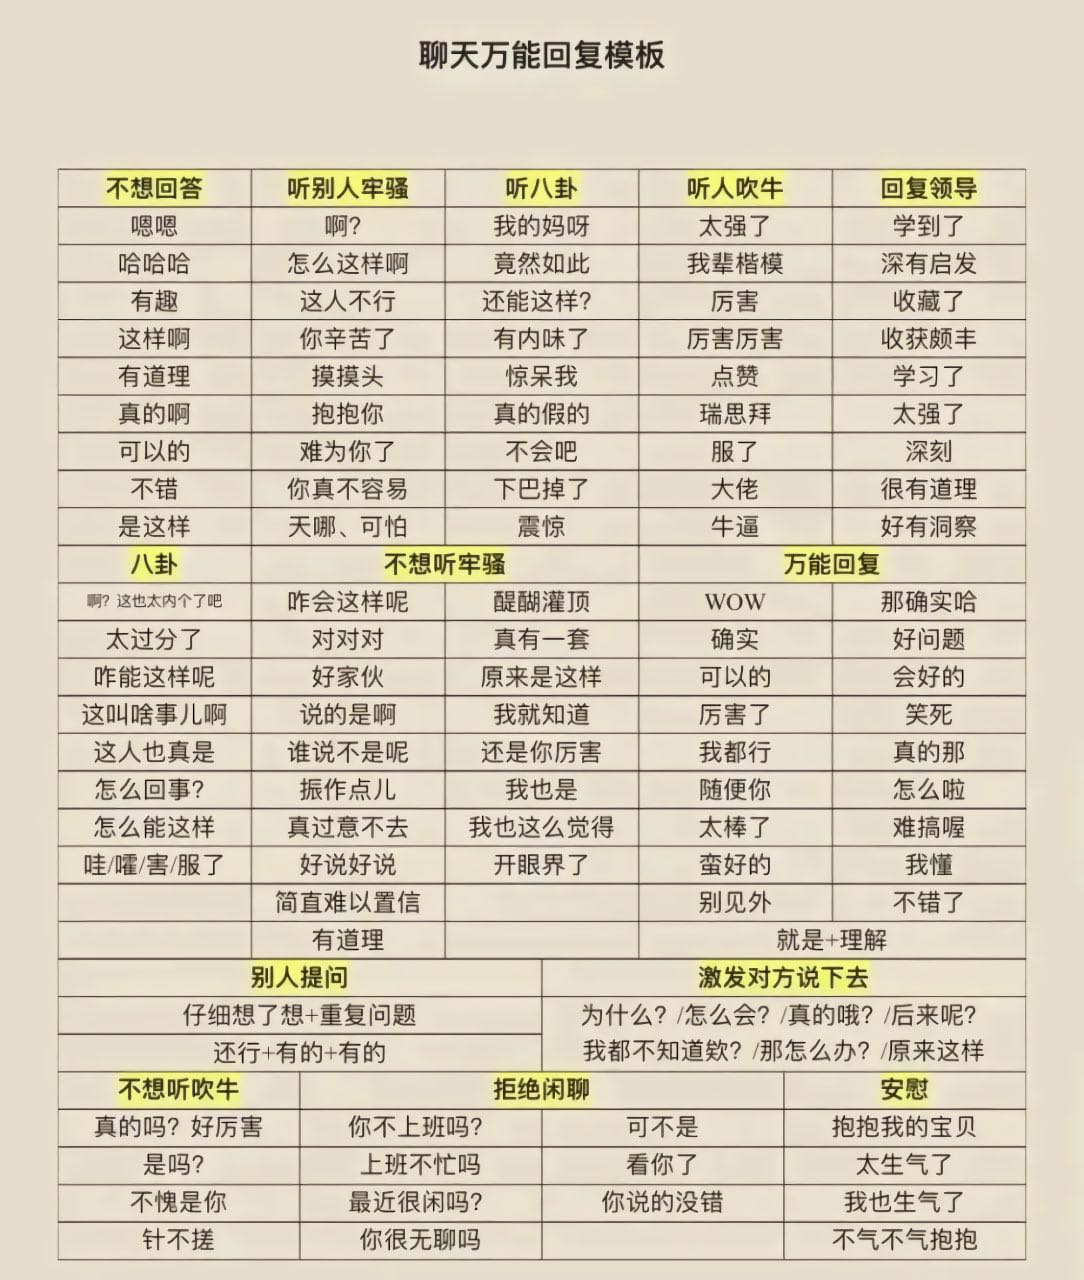 聊天万能回复模板
不想回答 听别人牢骚 听八卦 听人吹牛 回复领导
嗯嗯 啊？ 我的妈呀 太强了 学到了
哈哈哈 怎么这样啊 竟然如此 我辈楷模 深有启发
有趣 这人不行 还能这样？ 厉害 收藏了
这样啊 你辛苦了 有内味了 厉害厉害 收获颇丰
有道理 摸摸头 惊呆我 点赞 学习了
真的啊 抱抱你 真的假的 瑞思拜 太强了
可以的 难为你了 不会吧 服了 深刻
不错 你真不容易 下巴掉了 大佬 很有道理
是这样 天哪、可怕 震惊 牛逼 好有洞察
八卦 不想听牢骚 万能回复
啊？这也太内个了吧 咋会这样呢 醍醐灌顶 WOW 那确实哈
太过分了 对对对 真有一套 确实 好问题
咋能这样呢 好家伙 原来是这样 可以的 会好的
这叫啥事儿啊 说的是啊 我就知道 厉害了 笑死
这人也真是 谁说不是呢 还是你厉害 我都行 真的那
怎么回事？ 振作点儿 我也是 随便你 怎么啦
怎么能这样 真过意不去 我也这么觉得 太棒了 难搞喔
哇/嚯/害/服了 好说好说 开眼界了 蛮好的 我懂
简直难以置信 别见外 不错了
有道理 就是+理解
别人提问 激发对方说下去
仔细想了想+重复问题 为什么？/怎么会？/真的哦？/后来呢？
还行+有的+有的 我都不知道欸？/那怎么办？/原来这样
不想听吹牛 拒绝闲聊 安慰
真的吗？好厉害 你不上班吗？ 可不是 抱抱我的宝贝
是吗？ 上班不忙吗 看你了 太生气了
不愧是你 最近很闲吗？ 你说的没错 我也生气了
针不搓 你很无聊吗 不气不气抱抱